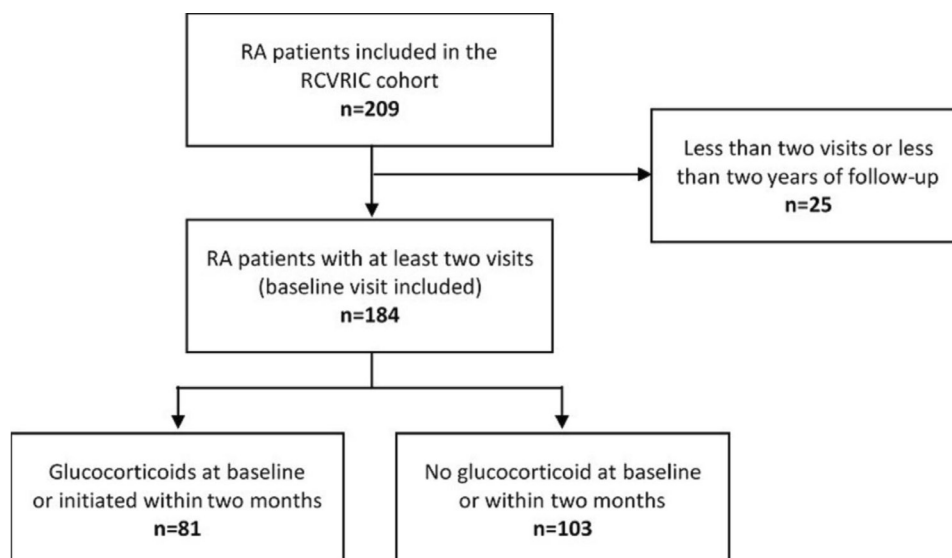 RA patients included in the
RCVRIC cohort
n=209
Less than two visits or less
than two years of follow-up
n=25
RA patients with at least two visits
(baseline visit included)
n=184
Glucocorticoids at baseline
or initiated within two months
n=81
No glucocorticoid at baseline
or within two months
n=103